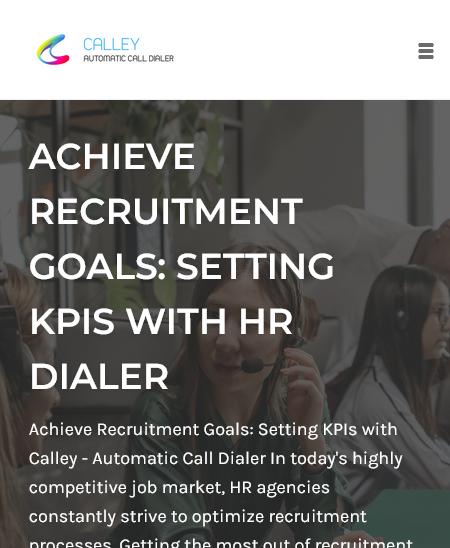 CALLEY
AUTOMATIC CALL DIALER
ACHIEVE
RECRUITMENT
GOALS: SETTING
KPIS WITH HR
DIALER
Achieve Recruitment Goals: Setting KPIs with
Calley - Automatic Call Dialer In today's highly
competitive job market, HR agencies
constantly strive to optimize recruitment
processes. Getting the most out of recruitment